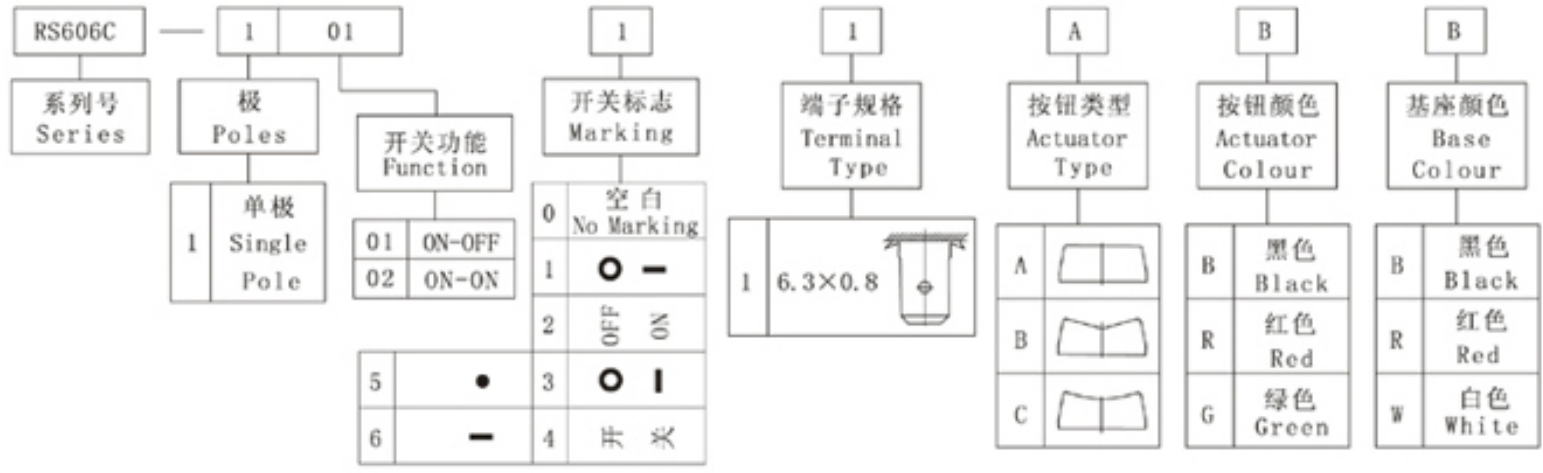 RS606C — 1 01 1 1 A B B
系列号
Series
极
Poles
1
单极
Single
Pole
开关功能
Function
01 ON-OFF
02 ON-ON
开关标志
Marking
0
空白
No Marking
1 O —
2 OFF ON
3 O |
4 开 关
5 •
6 —
端子规格
Terminal
Type
1 6.3×0.8
按钮类型
Actuator
Type
A
B
C
按钮颜色
Actuator
Colour
B
黑色
Black
R
红色
Red
G
绿色
Green
基座颜色
Base
Colour
B
黑色
Black
R
红色
Red
W
白色
White